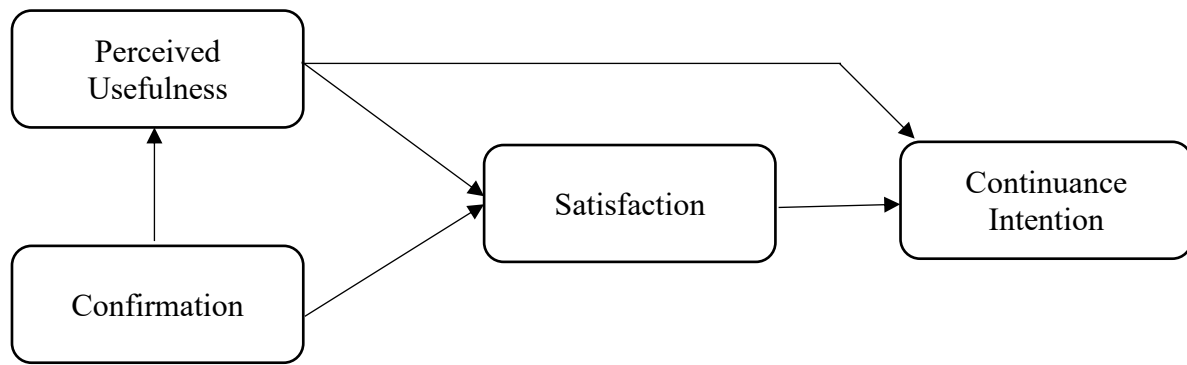 Perceived
Usefulness
Satisfaction
Continuance
Intention
Confirmation